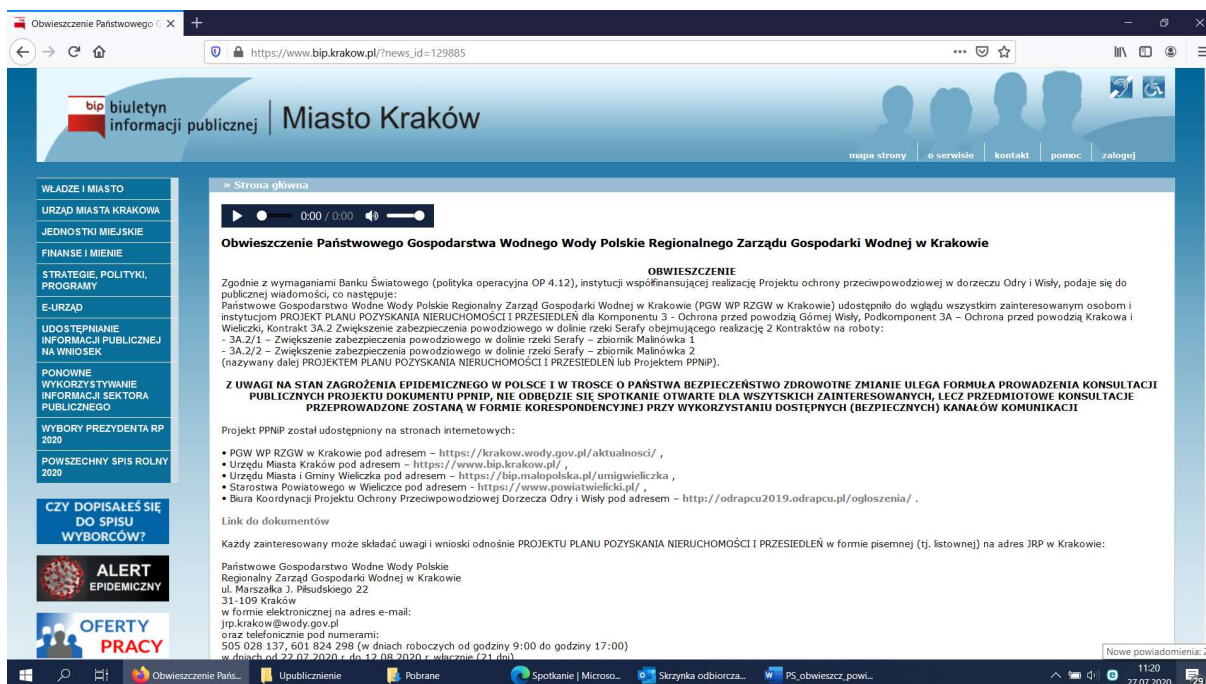 Obwieszczenie Państwowego G
https://www.bip.krakow.pl/?news_id=129885
bip biuletyn
informacji publicznej
Miasto Kraków
mapa strony
o serwisie
kontakt
pomoc
zaloguj
WŁADZE I MIASTO
URZĄD MIASTA KRAKOWA
JEDNOSTKI MIEJSKIE
FINANSE I MIENIE
STRATEGIE, POLITYKI,
PROGRAMY
E-URZĄD
UDOSTĘPNIANIE
INFORMACJI PUBLICZNEJ
NA WNIOSEK
PONOWNE
WYKORZYSTYWANIE
INFORMACJI SEKTORA
PUBLICZNEGO
WYBORY PREZYDENTA RP
2020
POWSZECHNY SPIS ROLNY
2020
CZY DOPISAŁEŚ SIĘ
DO SPISU
WYBORCÓW?
ALERT
EPIDEMICZNY
OFERTY
PRACY
» Strona główna
0:00 / 0:00
Obwieszczenie Państwowego Gospodarstwa Wodnego Wody Polskie Regionalnego Zarządu Gospodarki Wodnej w Krakowie
OBWIESZCZENIE
Zgodnie z wymaganiami Banku Światowego (polityka operacyjna OP 4.12), instytucji współfinansującej realizację Projektu ochrony przeciwpowodziowej w dorzeczu Odry i Wisły, podaje się do
publicznej wiadomości, co następuje:
Państwowe Gospodarstwo Wodne Wody Polskie Regionalny Zarząd Gospodarki Wodnej w Krakowie (PGW WP RZGW w Krakowie) udostępniło do wglądu wszystkim zainteresowanym osobom i
instytucjom PROJEKT PLANU POZYSKANIA NIERUCHOMOŚCI I PRZESIEDLEŃ dla Komponentu 3 - Ochrona przed powodzią Górnej Wisły, Podkomponent 3A – Ochrona przed powodzią Krakowa i
Wieliczki, Kontrakt 3A.2 Zwiększenie zabezpieczenia powodziowego w dolinie rzeki Serafy obejmującego realizację 2 Kontraktów na roboty:
- 3A.2/1 – Zwiększenie zabezpieczenia powodziowego w dolinie rzeki Serafy – zbiornik Malinówka 1
- 3A.2/2 – Zwiększenie zabezpieczenia powodziowego w dolinie rzeki Serafy – zbiornik Malinówka 2
(nazywany dalej PROJEKTEM PLANU POZYSKANIA NIERUCHOMOŚCI I PRZESIEDLEŃ lub Projektem PPNiP).
Z UWAGI NA STAN ZAGROŻENIA EPIDEMICZNEGO W POLSCE I W TROSCE O PAŃSTWA BEZPIECZEŃSTWO ZDROWOTNE ZMIANIE ULEGA FORMUŁA PROWADZENIA KONSULTACJI
PUBLICZNYCH PROJEKTU DOKUMENTU PPNIP, NIE ODBĘDZIE SIĘ SPOTKANIE OTWARTE DLA WSZYTSKICH ZAINTERESOWANYCH, LECZ PRZEDMIOTOWE KONSULTACJE
PRZEPROWADZONE ZOSTANĄ W FORMIE KORESPONDENCYJNEJ PRZY WYKORZYSTANIU DOSTĘPNYCH (BEZPIECZNYCH) KANAŁÓW KOMUNIKACJI
Projekt PPNiP został udostępniony na stronach internetowych:
• PGW WP RZGW w Krakowie pod adresem – https://krakow.wody.gov.pl/aktualnosci/ ,
• Urzędu Miasta Kraków pod adresem – https://www.bip.krakow.pl/ ,
• Urzędu Miasta i Gminy Wieliczka pod adresem – https://bip.malopolska.pl/umigwieliczka ,
• Starostwa Powiatowego w Wieliczce pod adresem - https://www.powiatwielicki.pl/ ,
• Biura Koordynacji Projektu Ochrony Przeciwpowodziowej Dorzecza Odry i Wisły pod adresem – http://odrapcu2019.odrapcu.pl/ogloszenia/ .
Link do dokumentów
Każdy zainteresowany może składać uwagi i wnioski odnośnie PROJEKTU PLANU POZYSKANIA NIERUCHOMOŚCI I PRZESIEDLEŃ w formie pisemnej (tj. listownej) na adres JRP w Krakowie:
Państwowe Gospodarstwo Wodne Wody Polskie
Regionalny Zarząd Gospodarki Wodnej w Krakowie
ul. Marszałka J. Piłsudskiego 22
31-109 Kraków
w formie elektronicznej na adres e-mail:
jrp.krakow@wody.gov.pl
oraz telefonicznie pod numerami:
505 028 137, 601 824 298 (w dniach roboczych od godziny 9:00 do godziny 17:00)
w dniach od 22.07.2020 r. do 12.08.2020 r. włącznie (21 dni)
Nowe powiadomienia: 2
Obwieszczenie Pańs...
Upublicznienie
Pobrane
Spotkanie | Microso...
Skrzynka odbiorcza...
PS_obwieszcz_powi...
11:20
27.07.2020
29